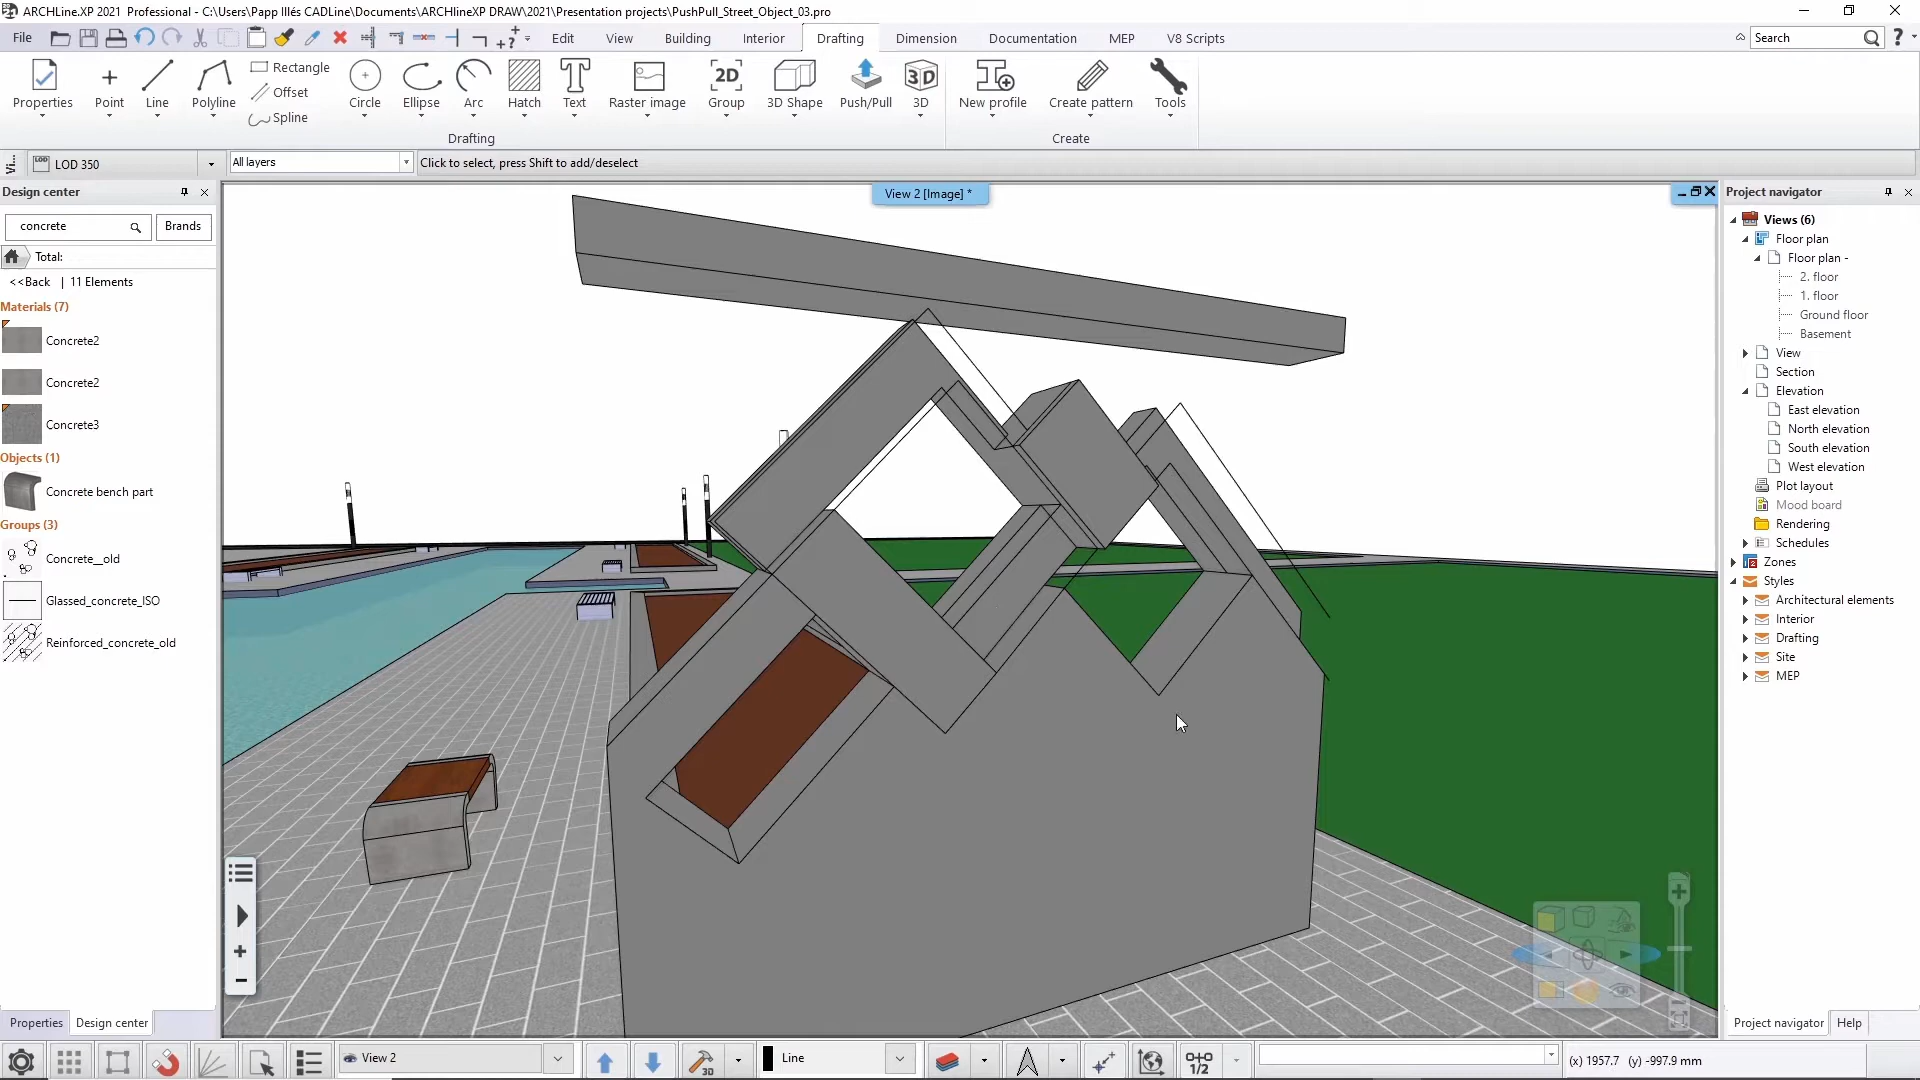 ARCHLine.XP 2021 Professional - C:\Users\Papp Illés CADLine\Documents\ARCHlineXP DRAW\2021\Presentation projects\PushPull_Street_Object_03.pro
File Edit View Building Interior Drafting Dimension Documentation MEP V8 Scripts Search ?
Properties Point Line Polyline Rectangle Offset Spline Circle Ellipse Arc Hatch Text Raster image 2D Group 3D Shape Push/Pull 3D 3D New profile Create pattern Tools
Drafting Create
LOD 350 All layers Click to select, press Shift to add/deselect
Design center
concrete Brands
Total:
<<Back | 11 Elements
Materials (7)
Concrete2
Concrete2
Concrete3
Objects (1)
Concrete bench part
Groups (3)
Concrete__old
Glassed_concrete_ISO
Reinforced_concrete_old
Properties Design center
View 2 [Image] *
Project navigator
Views (6)
Floor plan
Floor plan -
2. floor
1. floor
Ground floor
Basement
View
Section
Elevation
East elevation
North elevation
South elevation
West elevation
Plot layout
Mood board
Rendering
Schedules
Zones
Styles
Architectural elements
Interior
Drafting
Site
MEP
Project navigator Help
View 2 3D Line 1/2 (x) 1957.7 (y) -997.9 mm